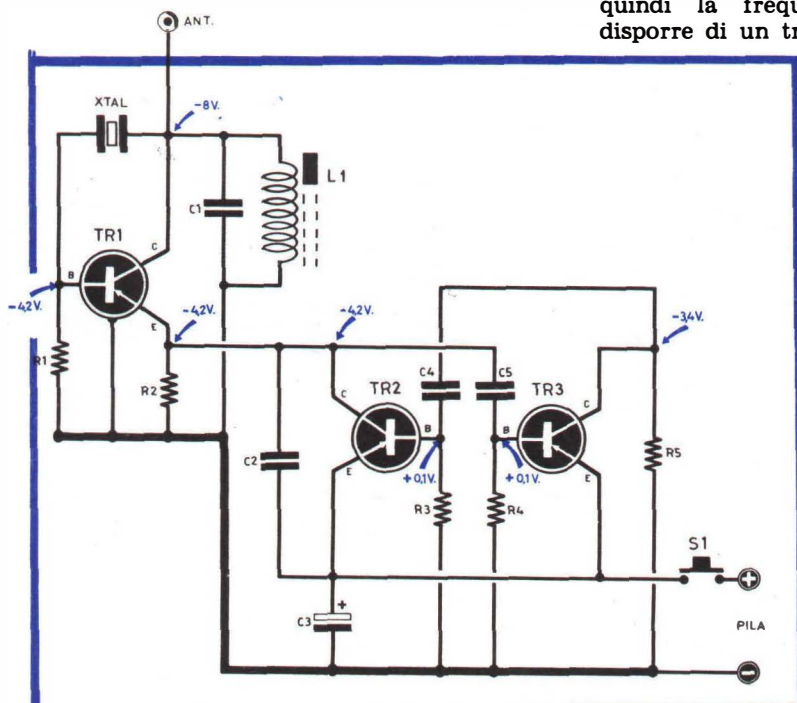 quindi la frequ
disporre di un tr
ANT.
XTAL
-8V.
L1
C1
TR1
C
B
E
-4,2V.
-4,2V.
-4,2V.
-3,4V.
R1
R2
C4
C5
C
TR2
B
E
TR3
C
B
E
C2
+0,1V.
+0,1V.
R3
R4
R5
S1
+
C3
+
PILA
-